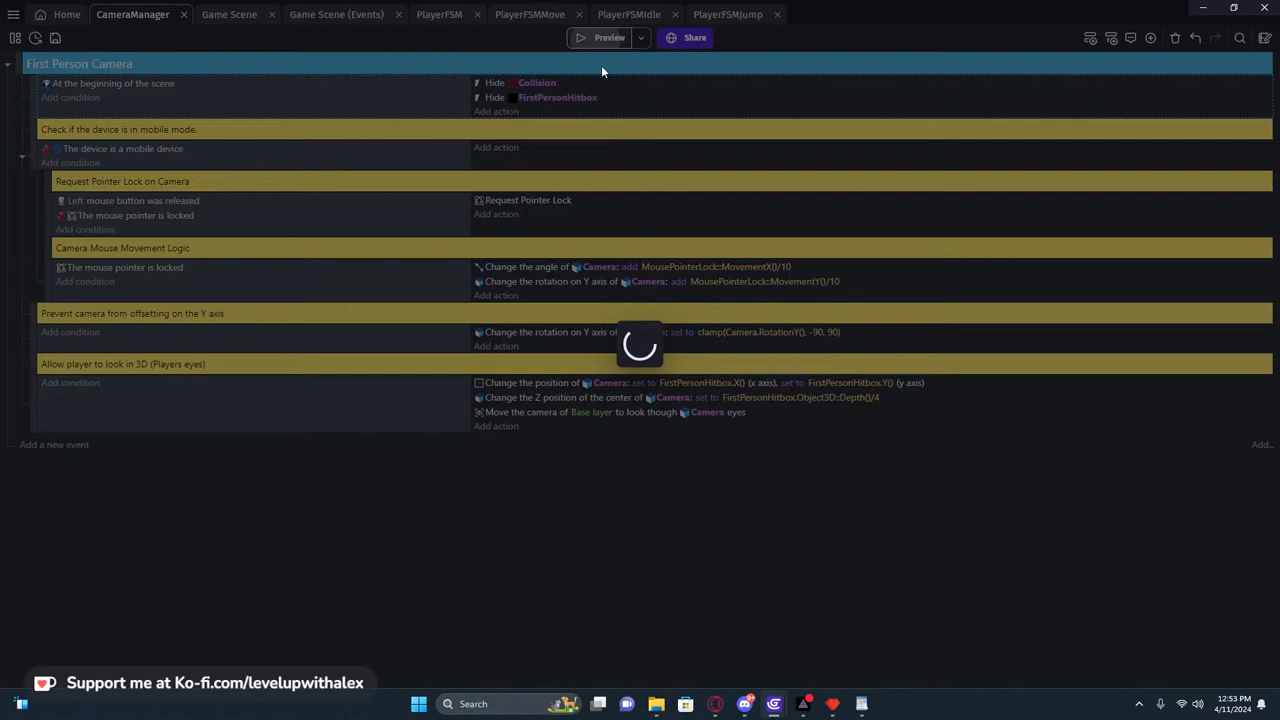 Home
CameraManager
Game Scene
Game Scene (Events)
PlayerFSM
PlayerFSMMove
PlayerFSMIdle
PlayerFSMJump
Preview
Share
First Person Camera
At the beginning of the scene
Add condition
Hide Collision
Hide FirstPersonHitbox
Add action
Check if the device is in mobile mode.
The device is a mobile device
Add condition
Add action
Request Pointer Lock on Camera
Left mouse button was released
The mouse pointer is locked
Add condition
Request Pointer Lock
Add action
Camera Mouse Movement Logic
The mouse pointer is locked
Add condition
Change the angle of Camera: add MousePointerLock::MovementX()/10
Change the rotation on Y axis of Camera: add MousePointerLock::MovementY()/10
Add action
Prevent camera from offsetting on the Y axis
Add condition
Change the rotation on Y axis of : set to clamp(Camera.RotationY(), -90, 90)
Add action
Allow player to look in 3D (Players eyes)
Add condition
Change the position of Camera: set to FirstPersonHitbox.X() (x axis), set to FirstPersonHitbox.Y() (y axis)
Change the Z position of the center of Camera: set to FirstPersonHitbox.Object3D::Depth()/4
Move the camera of Base layer to look though Camera eyes
Add action
Add a new event
Add...
Support me at Ko-fi.com/levelupwithalex
Search
12:53 PM
4/11/2024